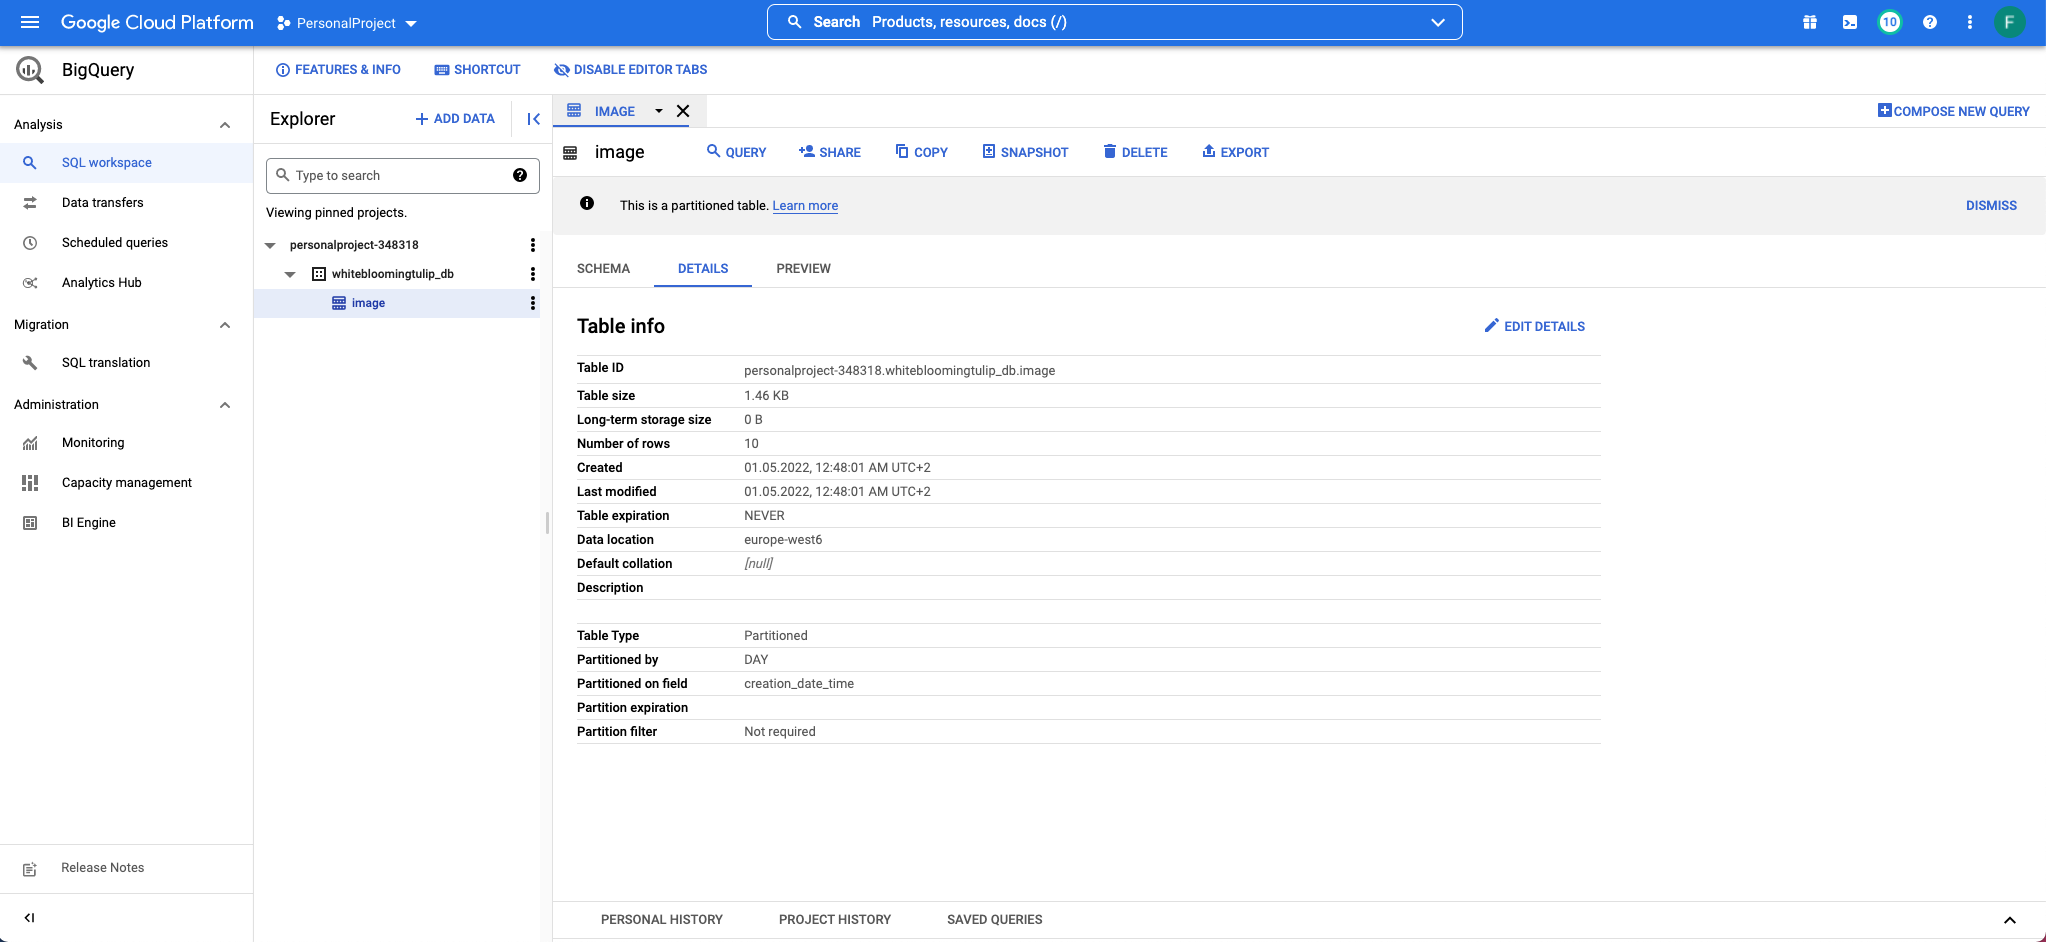 Google Cloud Platform PersonalProject Search Products, resources, docs (/) 10 ? F
BigQuery
FEATURES & INFO SHORTCUT DISABLE EDITOR TABS
Analysis
SQL workspace
Data transfers
Scheduled queries
Analytics Hub
Migration
SQL translation
Administration
Monitoring
Capacity management
BI Engine
Release Notes
Explorer + ADD DATA
Type to search ?
Viewing pinned projects.
personalproject-348318
whitebloomingtulip_db
image
IMAGE COMPOSE NEW QUERY
image QUERY SHARE COPY SNAPSHOT DELETE EXPORT
This is a partitioned table. Learn more DISMISS
SCHEMA DETAILS PREVIEW
Table info EDIT DETAILS
Table ID personalproject-348318.whitebloomingtulip_db.image
Table size 1.46 KB
Long-term storage size 0 B
Number of rows 10
Created 01.05.2022, 12:48:01 AM UTC+2
Last modified 01.05.2022, 12:48:01 AM UTC+2
Table expiration NEVER
Data location europe-west6
Default collation [null]
Description
Table Type Partitioned
Partitioned by DAY
Partitioned on field creation_date_time
Partition expiration
Partition filter Not required
PERSONAL HISTORY PROJECT HISTORY SAVED QUERIES